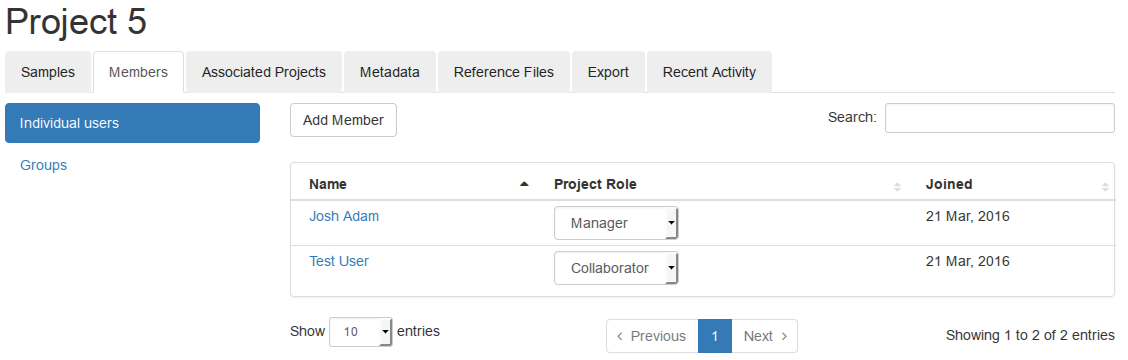 Project 5
Samples Members Associated Projects Metadata Reference Files Export Recent Activity
Individual users
Groups
Add Member
Search:
Name Project Role Joined
Josh Adam Manager 21 Mar, 2016
Test User Collaborator 21 Mar, 2016
Show 10 entries
Previous 1 Next
Showing 1 to 2 of 2 entries